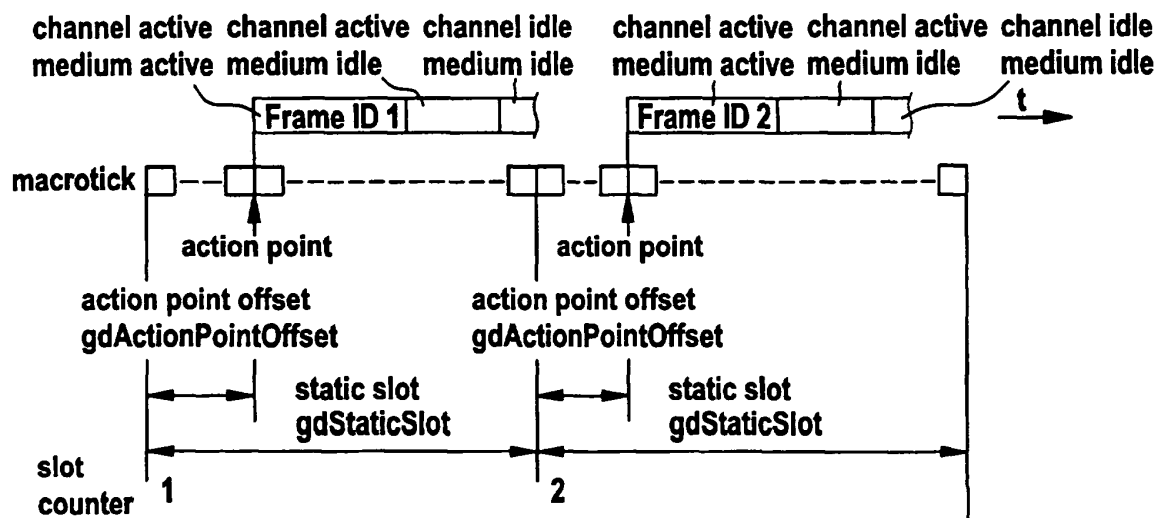 channel active channel active channel idle channel active channel active channel idle
medium active medium idle medium idle medium active medium idle medium idle
Frame ID 1 Frame ID 2 t
macrotick
action point action point
action point offset action point offset
gdActionPointOffset gdActionPointOffset
static slot static slot
gdStaticSlot gdStaticSlot
slot
counter 1 2